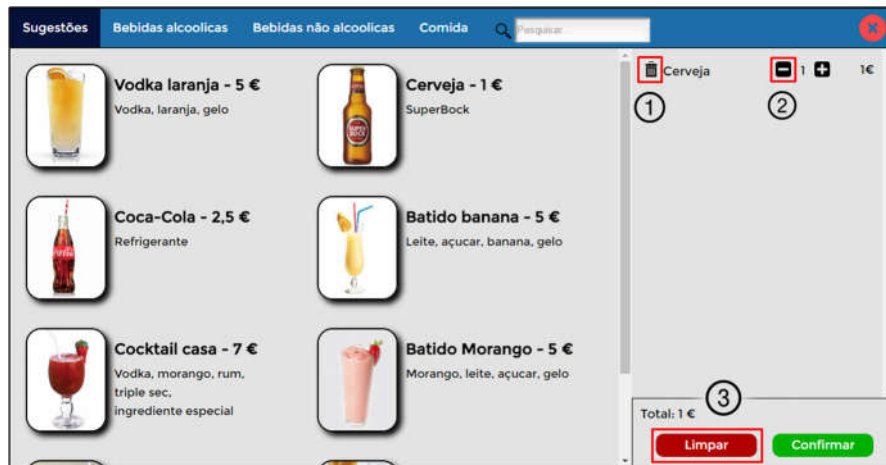 Sugestões Bebidas alcoolicas Bebidas não alcoolicas Comida Pesquisar...
Vodka laranja - 5 €
Vodka, laranja, gelo
Cerveja - 1 €
SuperBock
Coca-Cola - 2,5 €
Refrigerante
Batido banana - 5 €
Leite, açucar, banana, gelo
Cocktail casa - 7 €
Vodka, morango, rum,
triple sec,
ingrediente especial
Batido Morango - 5 €
Morango, leite, açucar, gelo
Cerveja 1 1€
1 2
3
Total: 1 €
Limpar Confirmar